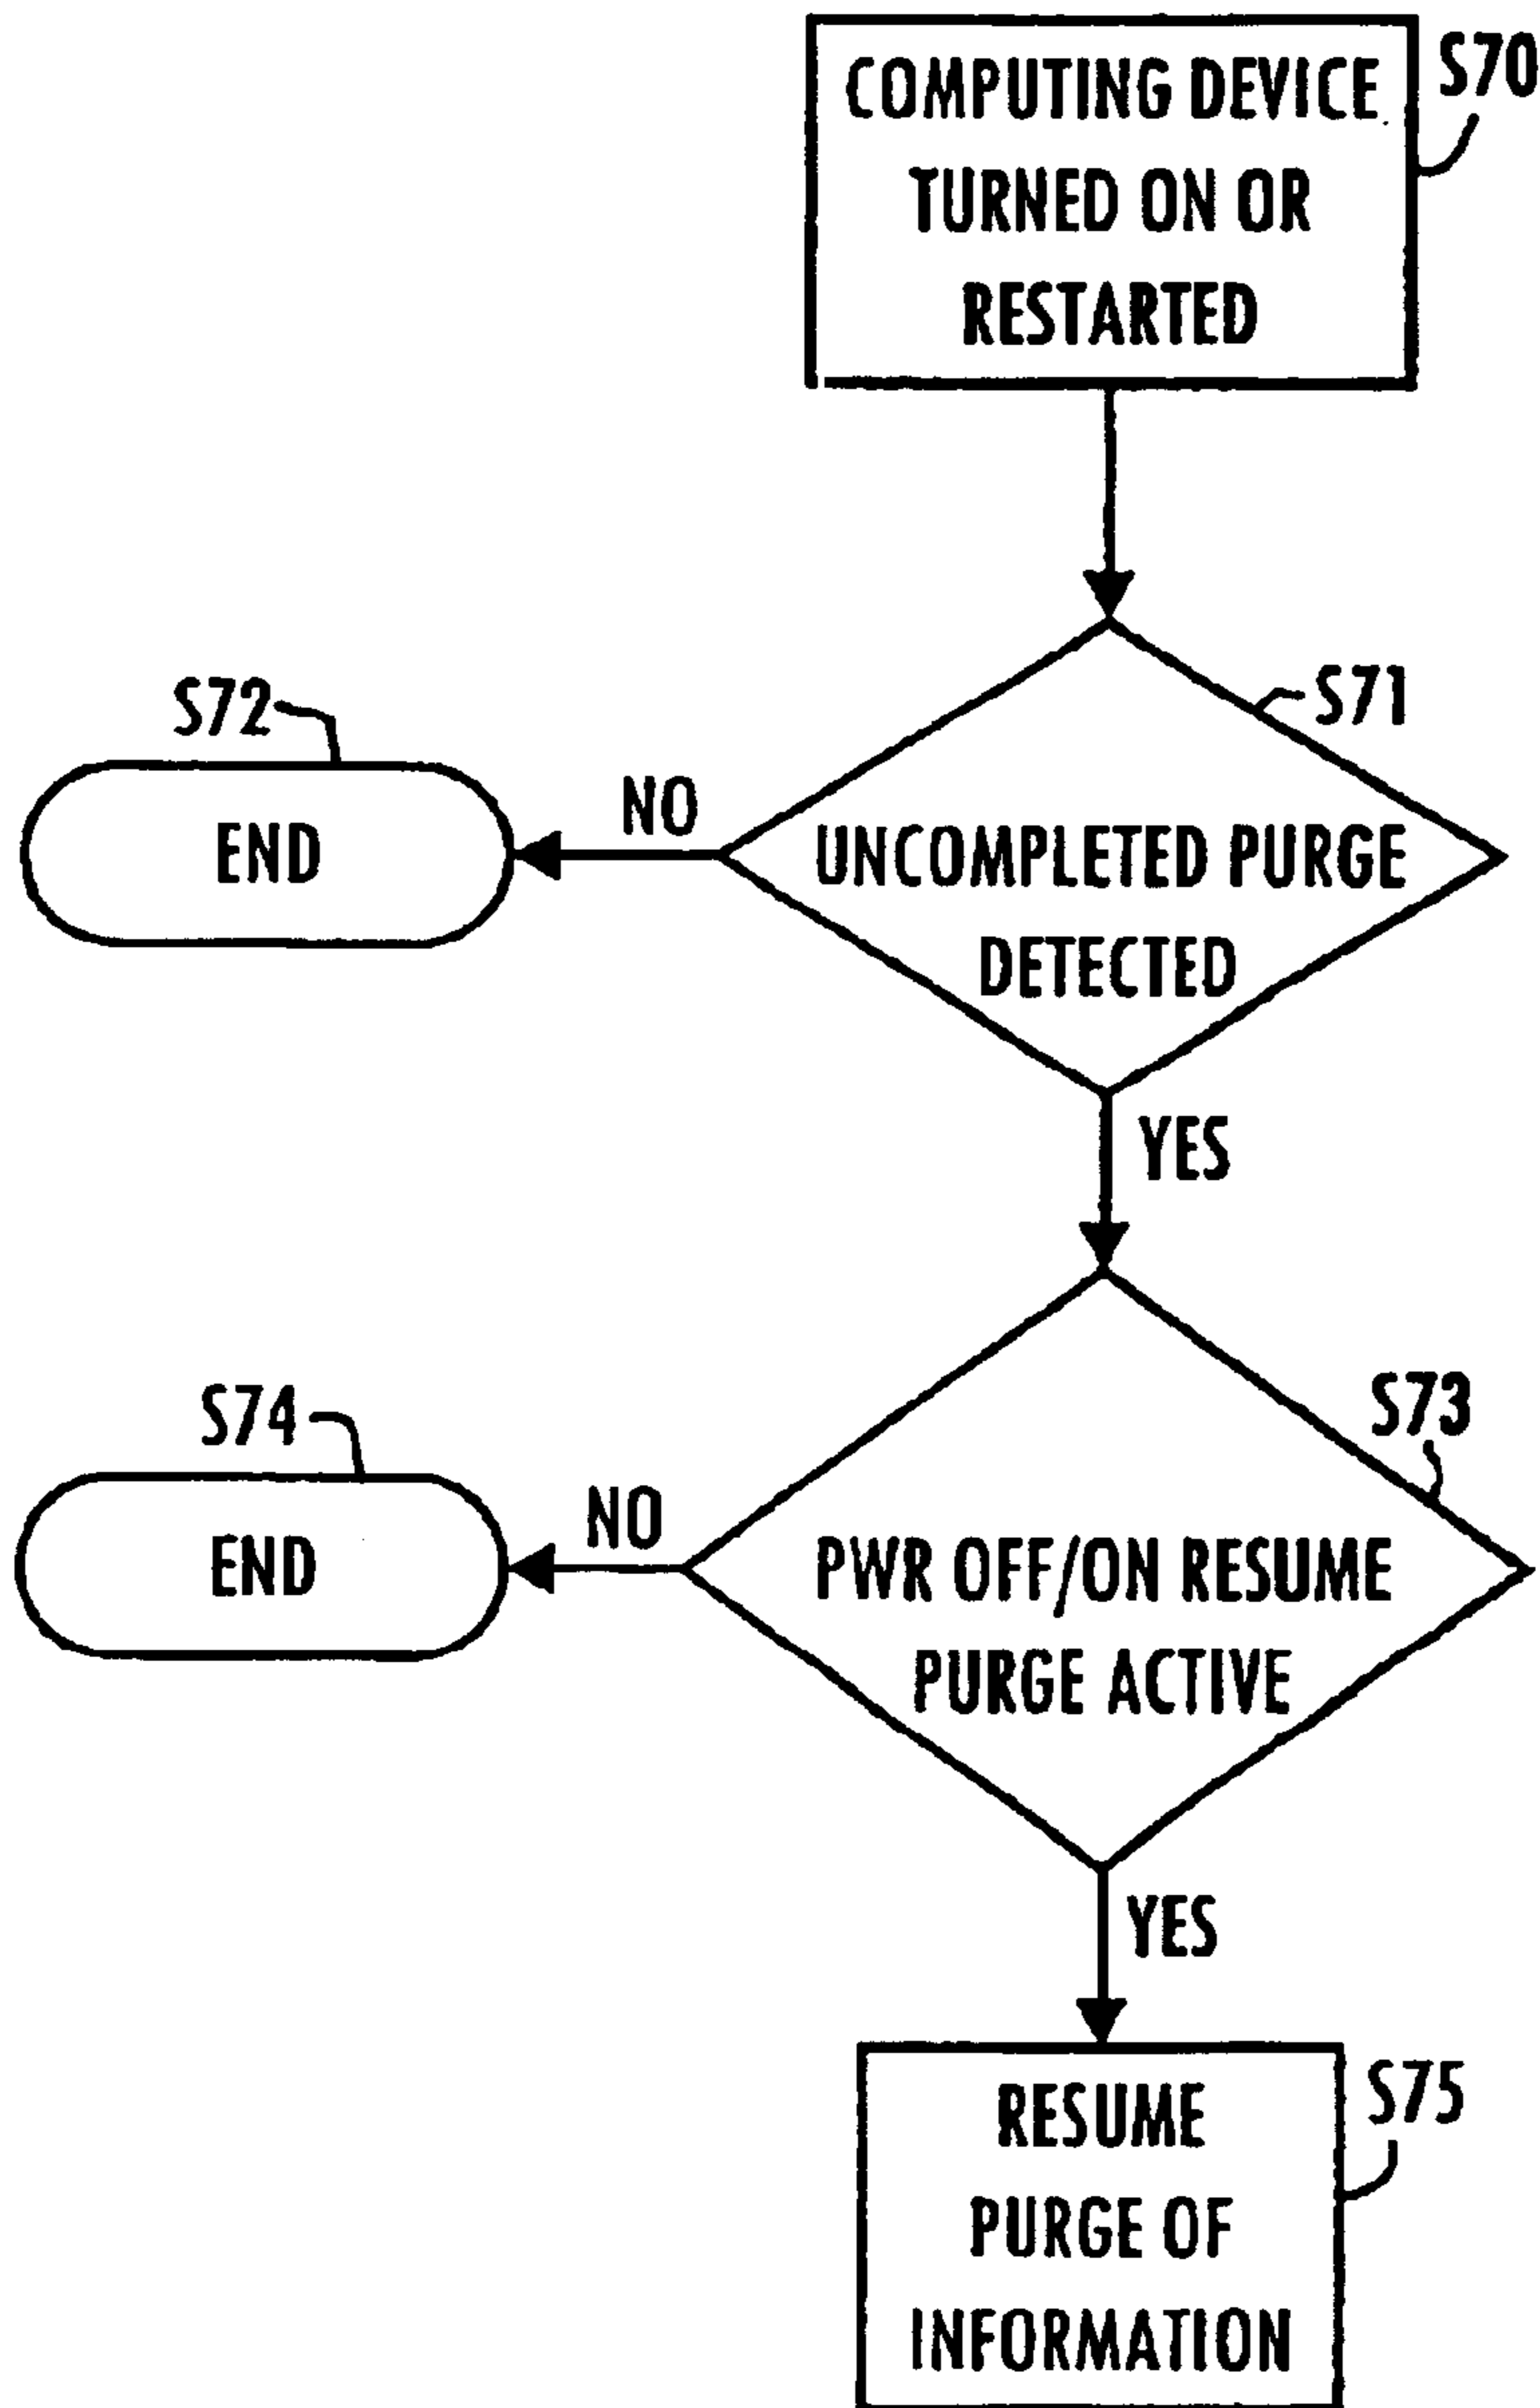 COMPUTING DEVICE
TURNED ON OR
RESTARTED
S70
S71
UNCOMPLETED PURGE
DETECTED
NO
S72
END
YES
S73
PWR OFF/ON RESUME
PURGE ACTIVE
NO
S74
END
YES
RESUME
PURGE OF
INFORMATION
S75